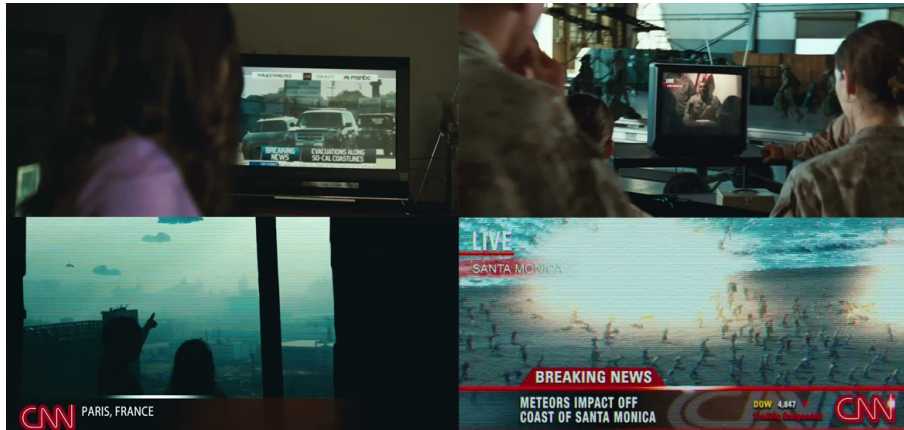 msnbc
BREAKING
NEWS
EVACUATIONS ALONG
SO-CAL COASTLINES
LIVE
CNN PARIS, FRANCE
LIVE
SANTA MONICA
BREAKING NEWS
METEORS IMPACT OFF
COAST OF SANTA MONICA
DOW 4,847
CNN